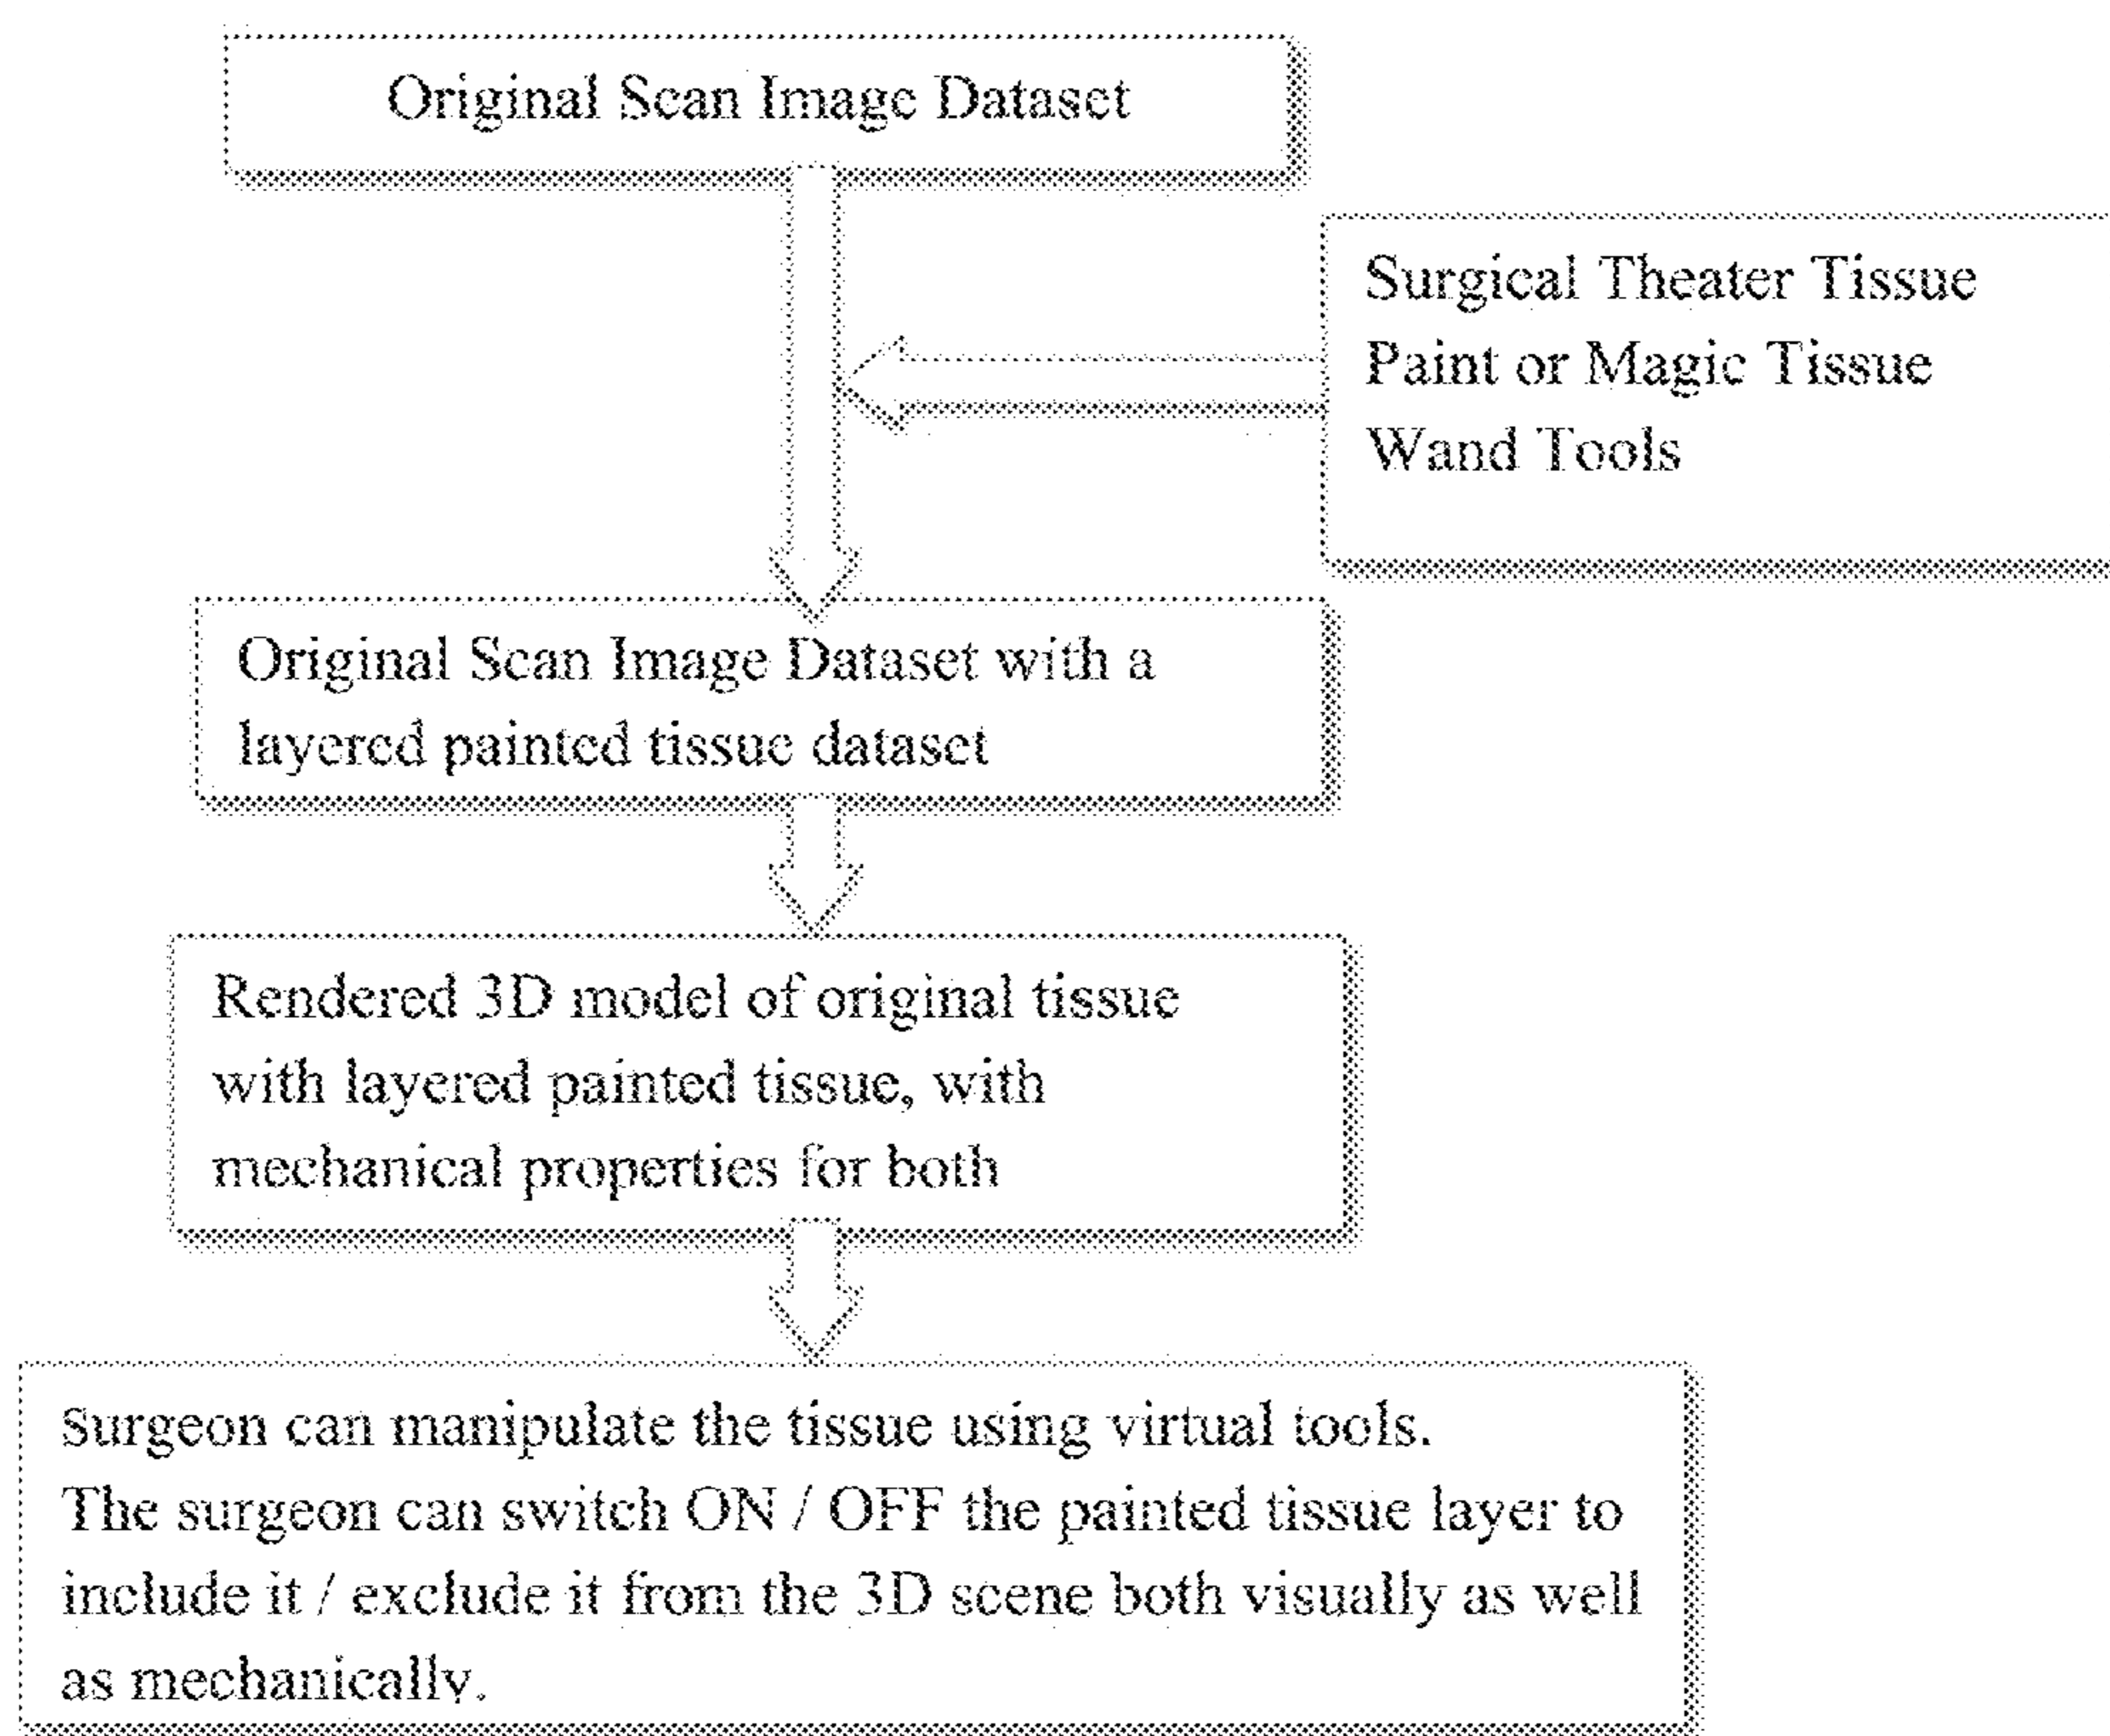 Original Scan Image Dataset
Surgical Theater Tissue
Paint or Magic Tissue
Wand Tools
Original Scan Image Dataset with a
layered painted tissue dataset
Rendered 3D model of original tissue
with layered painted tissue, with
mechanical properties for both
Surgeon can manipulate the tissue using virtual tools.
The surgeon can switch ON / OFF the painted tissue layer to
include it / exclude it from the 3D scene both visually as well
as mechanically.